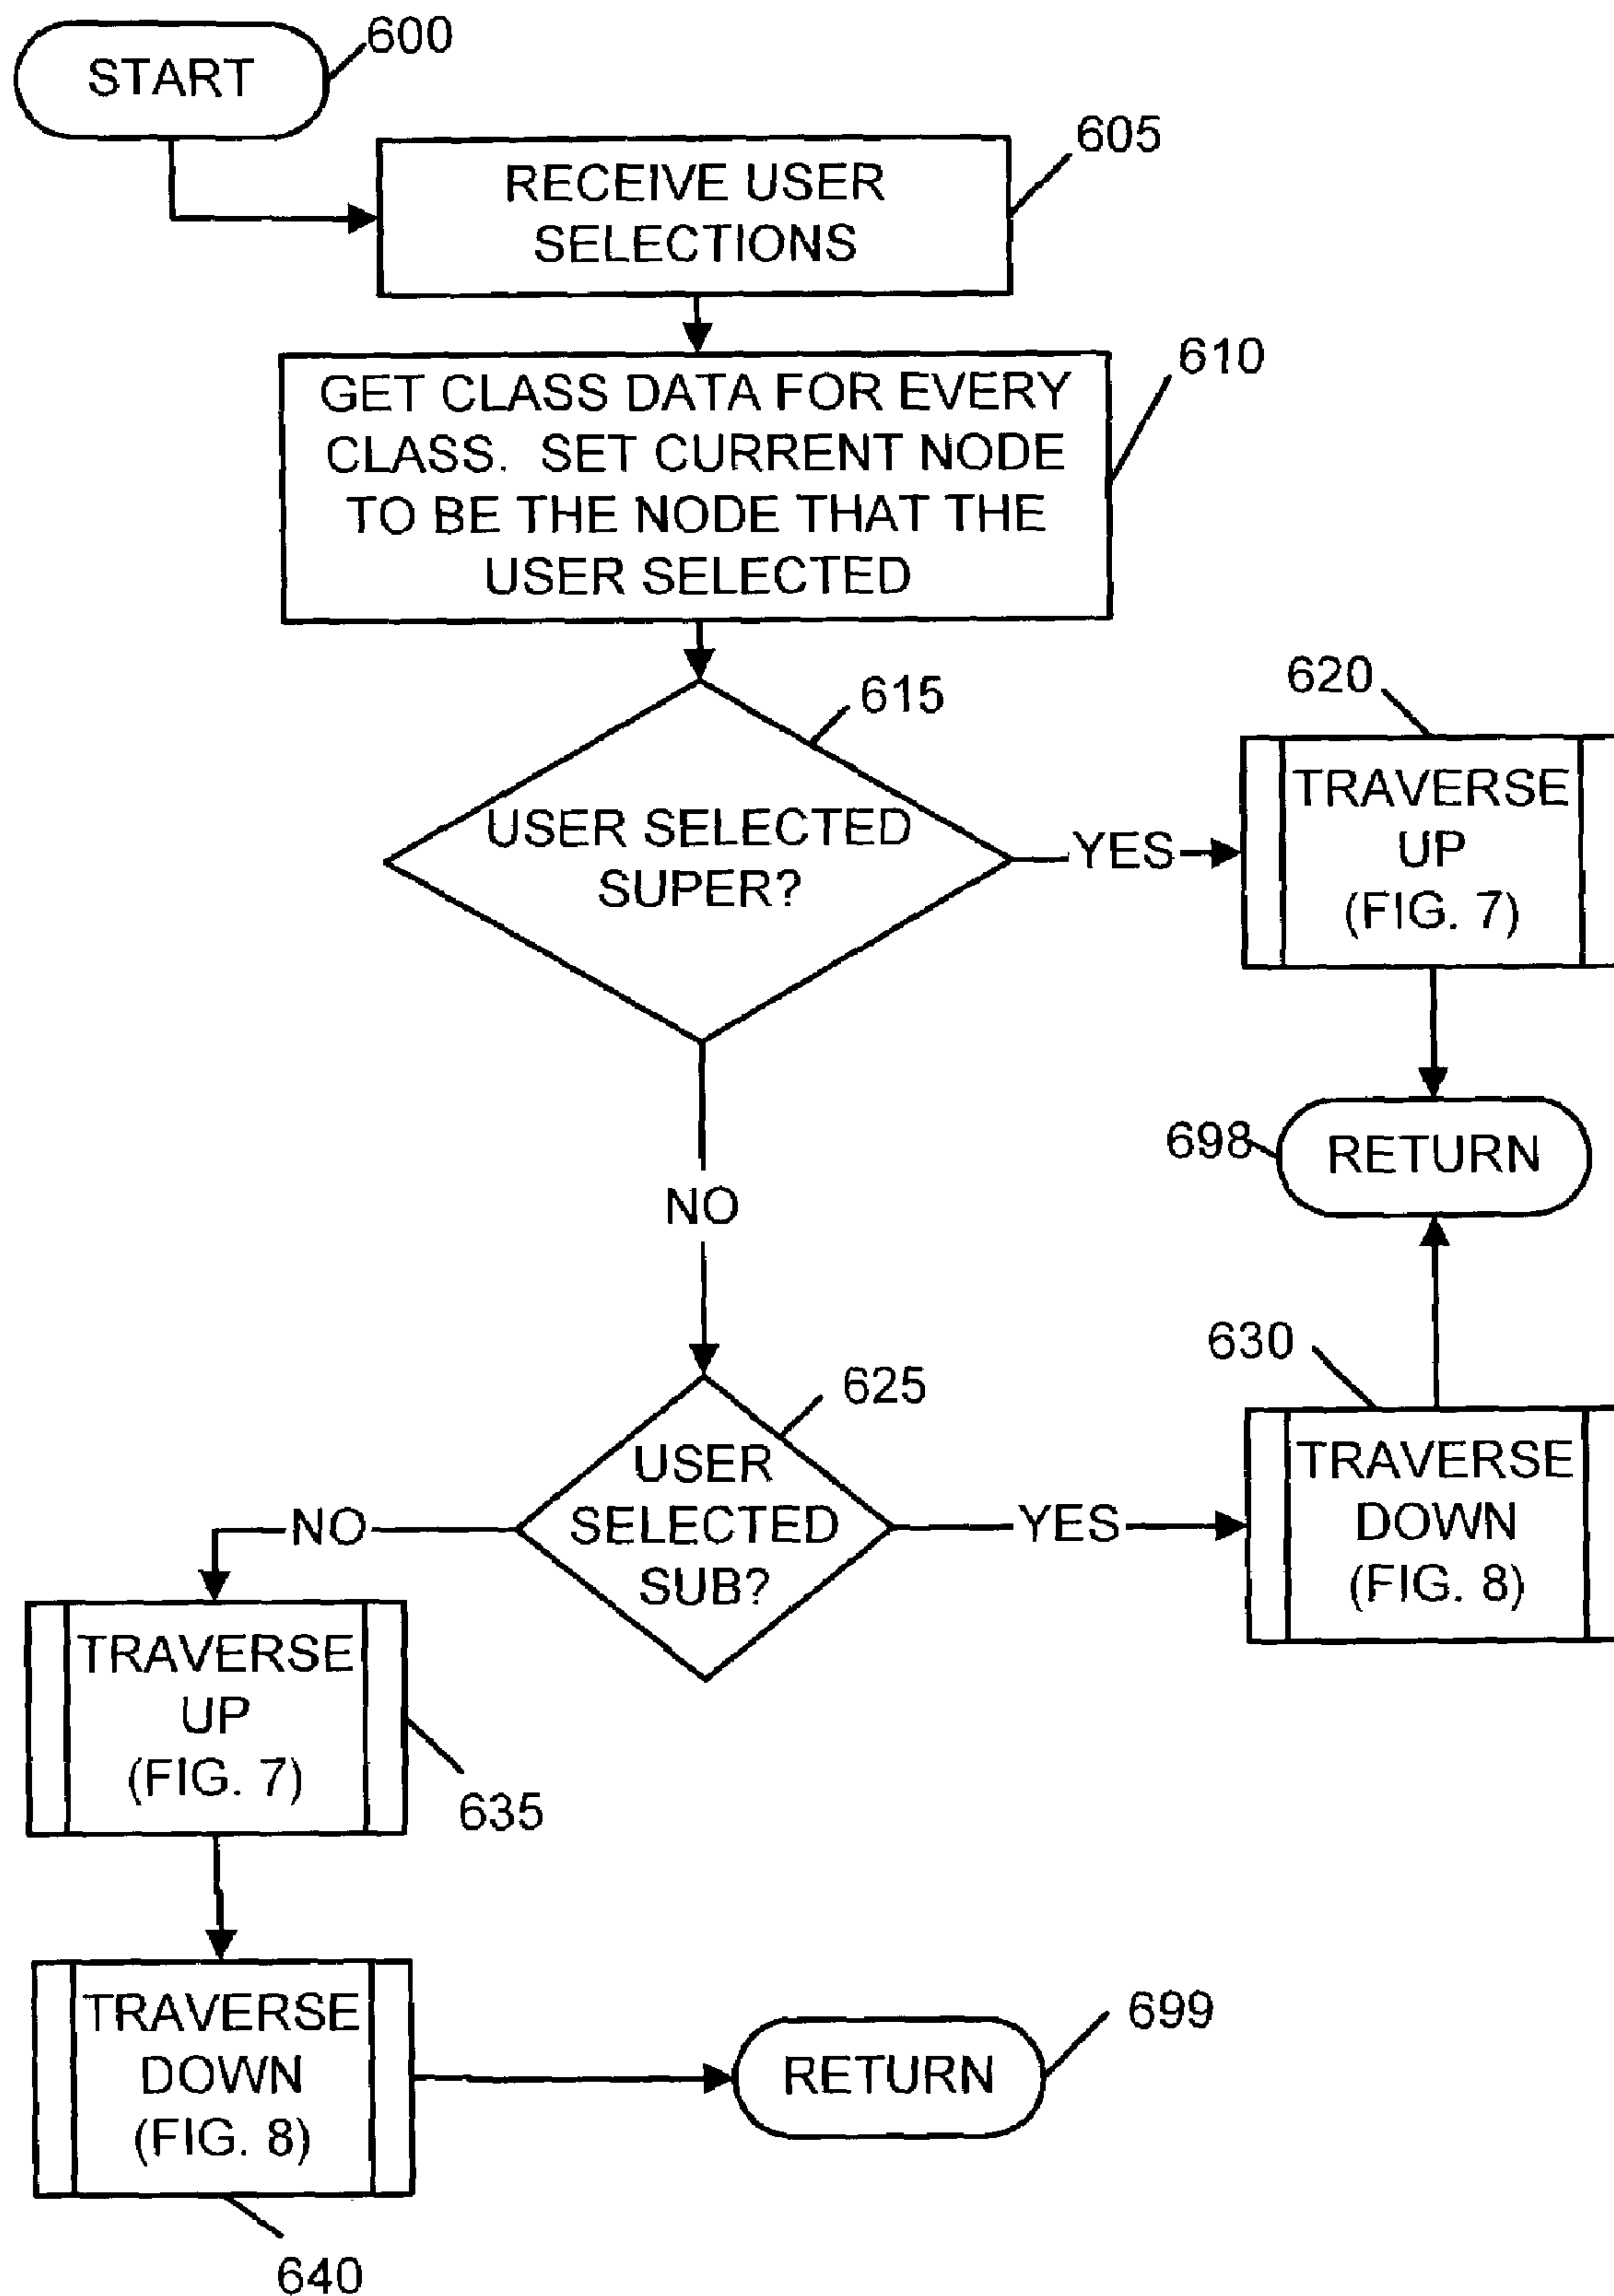 START
600
RECEIVE USER
SELECTIONS
605
GET CLASS DATA FOR EVERY
CLASS. SET CURRENT NODE
TO BE THE NODE THAT THE
USER SELECTED
610
USER SELECTED
SUPER?
615
YES
620
TRAVERSE
UP
(FIG. 7)
698
RETURN
NO
625
USER
SELECTED
SUB?
YES
630
TRAVERSE
DOWN
(FIG. 8)
NO
TRAVERSE
UP
(FIG. 7)
635
TRAVERSE
DOWN
(FIG. 8)
640
RETURN
699